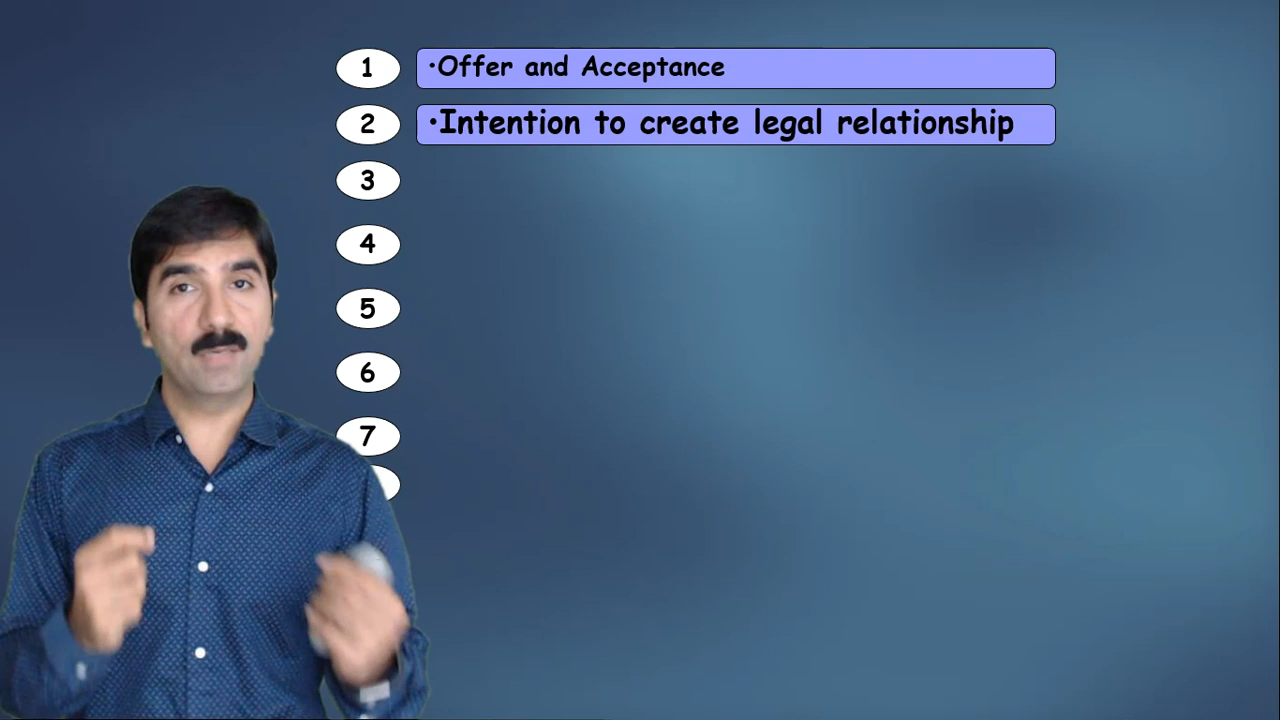 1 •Offer and Acceptance
2 •Intention to create legal relationship
3
4
5
6
7